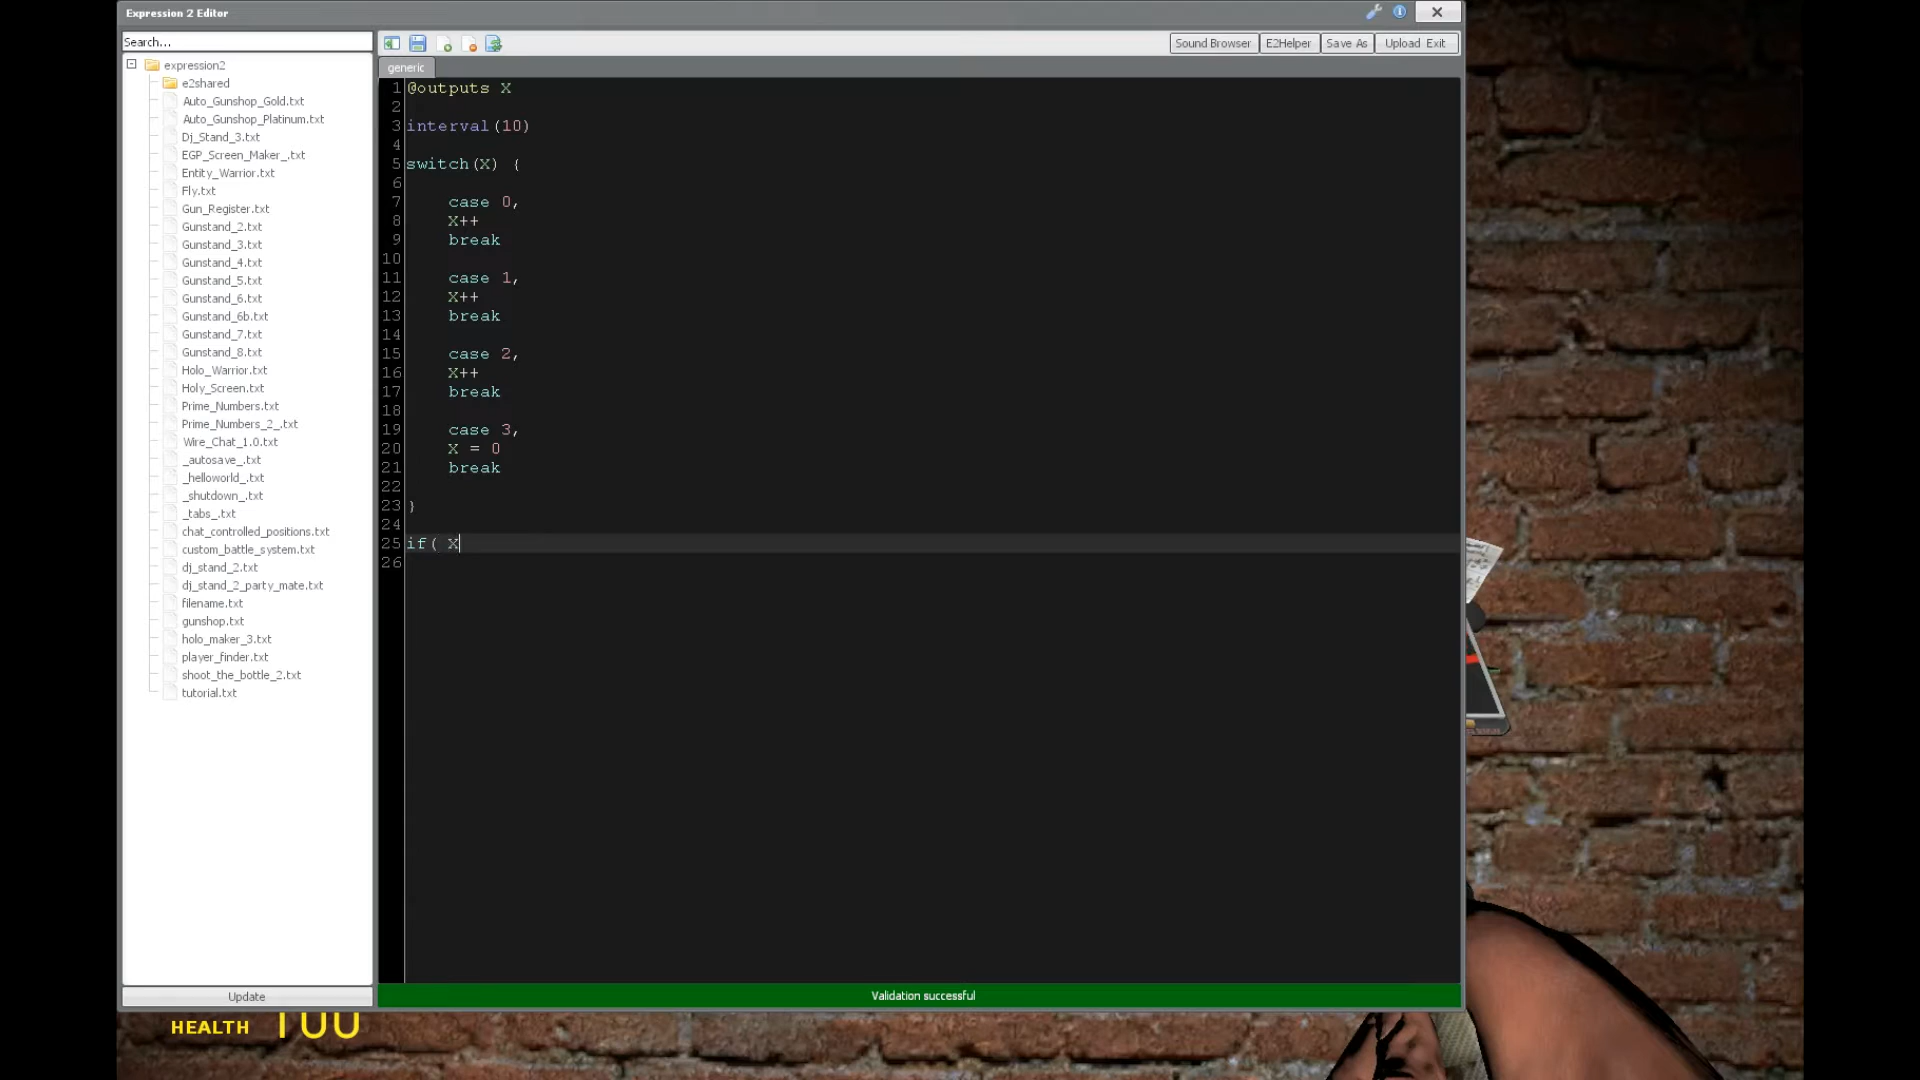 Expression 2 Editor
Search...
expression2
e2shared
Auto_Gunshop_Gold.txt
Auto_Gunshop_Platinum.txt
Dj_Stand_3.txt
EGP_Screen_Maker_.txt
Entity_Warrior.txt
Fly.txt
Gun_Register.txt
Gunstand_2.txt
Gunstand_3.txt
Gunstand_4.txt
Gunstand_5.txt
Gunstand_6.txt
Gunstand_6b.txt
Gunstand_7.txt
Gunstand_8.txt
Holo_Warrior.txt
Holy_Screen.txt
Prime_Numbers.txt
Prime_Numbers_2_.txt
Wire_Chat_1.0.txt
_autosave_.txt
_helloworld_.txt
_shutdown_.txt
_tabs_.txt
chat_controlled_positions.txt
custom_battle_system.txt
dj_stand_2.txt
dj_stand_2_party_mate.txt
filename.txt
gunshop.txt
holo_maker_3.txt
player_finder.txt
shoot_the_bottle_2.txt
tutorial.txt
Update
Sound Browser E2Helper Save As Upload Exit
generic
1 @outputs X
2
3 interval(10)
4
5 switch(X) {
6
7 case 0,
8 X++
9 break
10
11 case 1,
12 X++
13 break
14
15 case 2,
16 X++
17 break
18
19 case 3,
20 X = 0
21 break
22
23 }
24
25 if( X
26
Validation successful
HEALTH 100